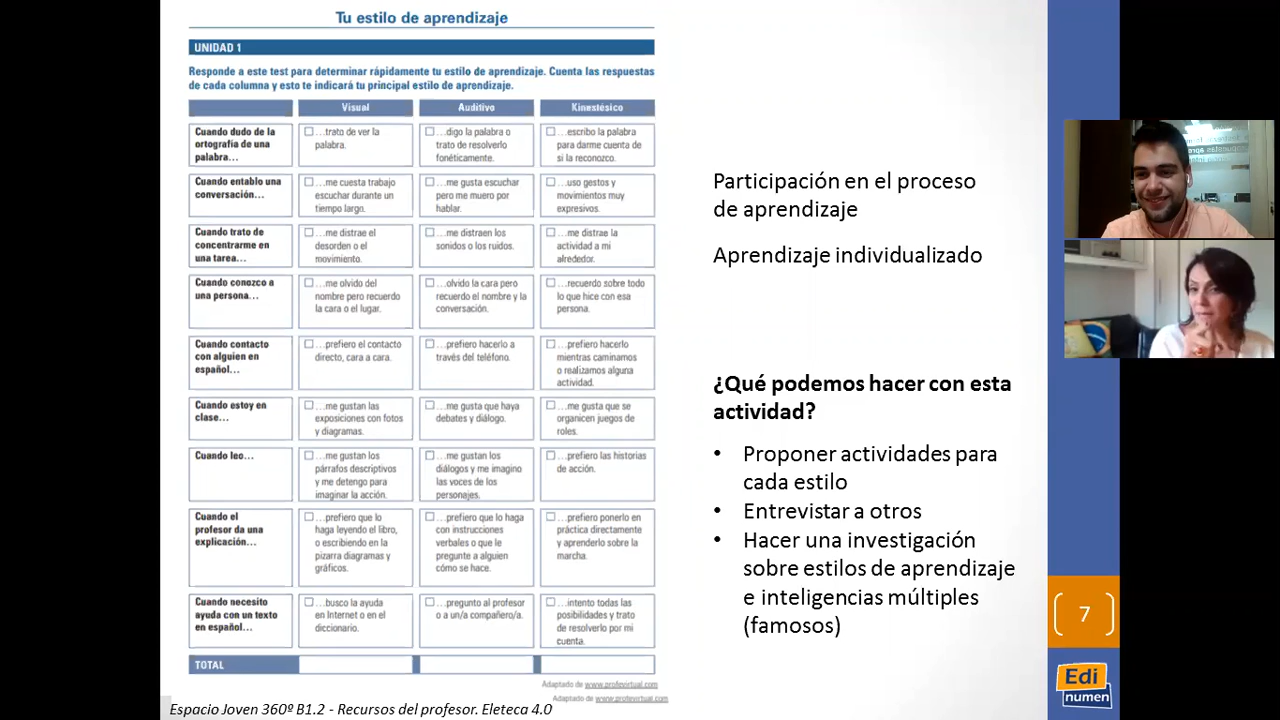 Tu estilo de aprendizaje
UNIDAD 1
Responde a este test para determinar rápidamente tu estilo de aprendizaje. Cuenta las respuestas
de cada columna y esto te indicará tu principal estilo de aprendizaje.
Visual
Auditivo
Kinestésico
Cuando dudo de la
ortografía de una
palabra...
...trato de ver la
palabra.
...digo la palabra o
trato de resolverlo
fonéticamente.
...escribo la palabra
para darme cuenta de
si la reconozco.
Cuando entablo una
conversación...
...me cuesta trabajo
escuchar durante un
tiempo largo.
...me gusta escuchar
pero me muero por
hablar.
...uso gestos y
movimientos muy
expresivos.
Cuando trato de
concentrarme en
una tarea...
...me distrae el
desorden o el
movimiento.
...me distraen los
sonidos o los ruidos.
...me distrae la
actividad a mi
alrededor.
Cuando conozco a
una persona...
...me olvido del
nombre pero recuerdo
la cara o el lugar.
...olvido la cara pero
recuerdo el nombre y la
conversación.
...recuerdo sobre todo
lo que hice con esa
persona.
Cuando contacto
con alguien en
español...
...prefiero el contacto
directo, cara a cara.
...prefiero hacerlo a
través del teléfono.
...prefiero hacerlo
mientras caminamos
o realizamos alguna
actividad.
Cuando estoy en
clase...
...me gustan las
exposiciones con fotos
y diagramas.
...me gusta que haya
debates y diálogo.
...me gusta que se
organicen juegos de
roles.
Cuando leo...
...me gustan los
párrafos descriptivos
y me detengo para
imaginar la acción.
...me gustan los
diálogos y me imagino
las voces de los
personajes.
...prefiero las historias
de acción.
Cuando el
profesor da una
explicación...
...prefiero que lo
haga leyendo el libro,
o escribiendo en la
pizarra diagramas y
gráficos.
...prefiero que lo haga
con instrucciones
verbales o que le
pregunte a alguien
cómo se hace.
...prefiero ponerlo en
práctica directamente
y aprenderlo sobre la
marcha.
Cuando necesito
ayuda con un texto
en español...
...busco la ayuda
en Internet o en el
diccionario.
...pregunto al profesor
o a un/a compañero/a.
...intento todas las
posibilidades y trato
de resolverlo por mi
cuenta.
TOTAL
Adaptado de www.profevirtual.com
Adaptado de www.profevirtual.com
Participación en el proceso
de aprendizaje
Aprendizaje individualizado
¿Qué podemos hacer con esta
actividad?
• Proponer actividades para
cada estilo
• Entrevistar a otros
• Hacer una investigación
sobre estilos de aprendizaje
e inteligencias múltiples
(famosos)
7
Edi
numen